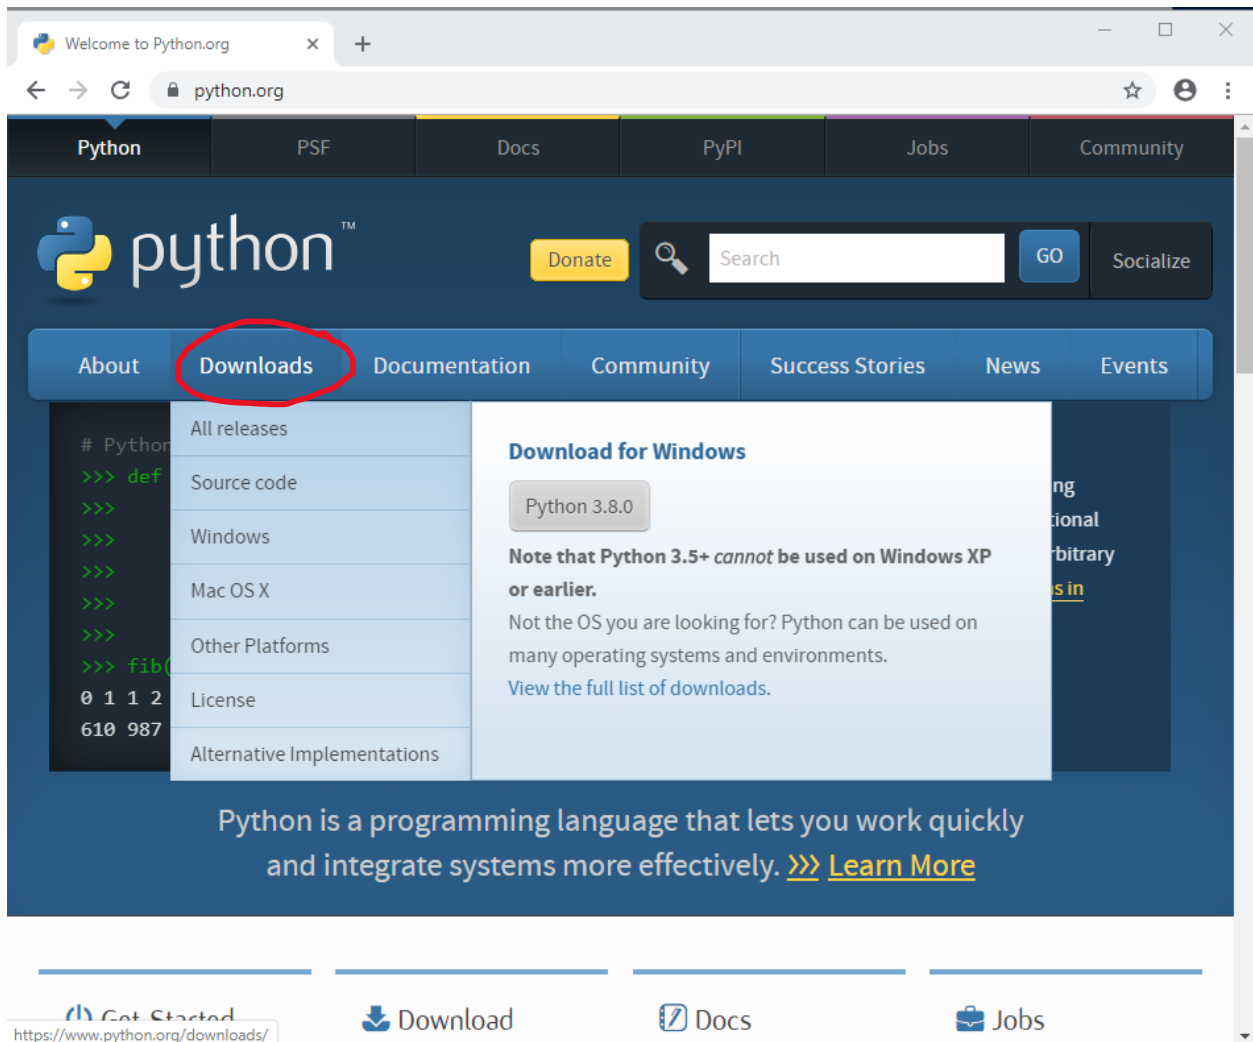 Welcome to Python.org
python.org
Python PSF Docs PyPI Jobs Community
python™
Donate Search GO Socialize
About Downloads Documentation Community Success Stories News Events
# Python
>>> def
>>>
>>>
>>>
>>>
>>>
>>> fib(
0 1 1 2
610 987
All releases
Source code
Windows
Mac OS X
Other Platforms
License
Alternative Implementations
Download for Windows
Python 3.8.0
Note that Python 3.5+ cannot be used on Windows XP
or earlier.
Not the OS you are looking for? Python can be used on
many operating systems and environments.
View the full list of downloads.
ng
tional
rbitrary
s in
Python is a programming language that lets you work quickly
and integrate systems more effectively. >>> Learn More
Get Started Download Docs Jobs
https://www.python.org/downloads/